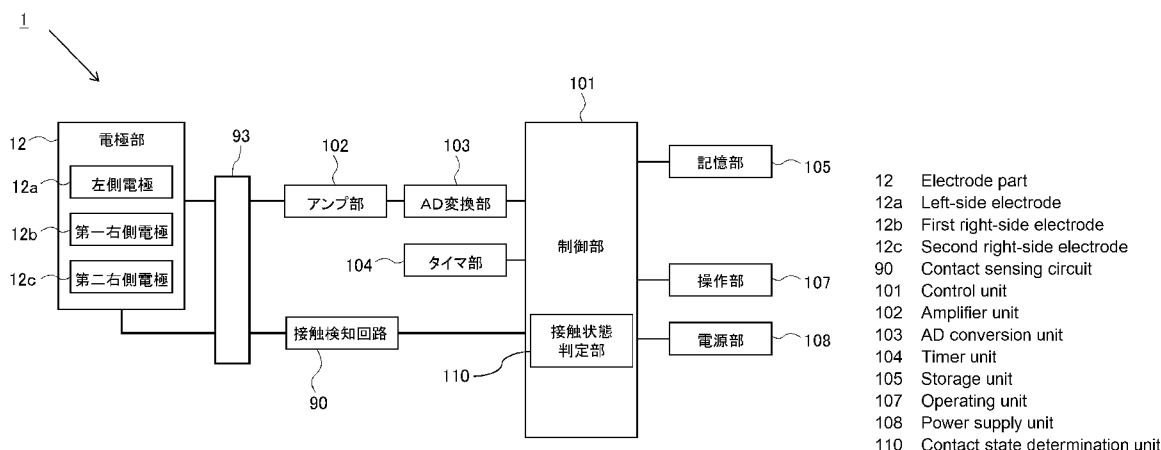 1
101
12
電極部
93
102
103
記憶部
105
12a
左側電極
アンプ部
AD変換部
12b
第一右側電極
制御部
104
タイマ部
12c
第二右側電極
操作部
107
接触検知回路
接触状態
判定部
電源部
108
110
90
12 Electrode part
12a Left-side electrode
12b First right-side electrode
12c Second right-side electrode
90 Contact sensing circuit
101 Control unit
102 Amplifier unit
103 AD conversion unit
104 Timer unit
105 Storage unit
107 Operating unit
108 Power supply unit
110 Contact state determination unit